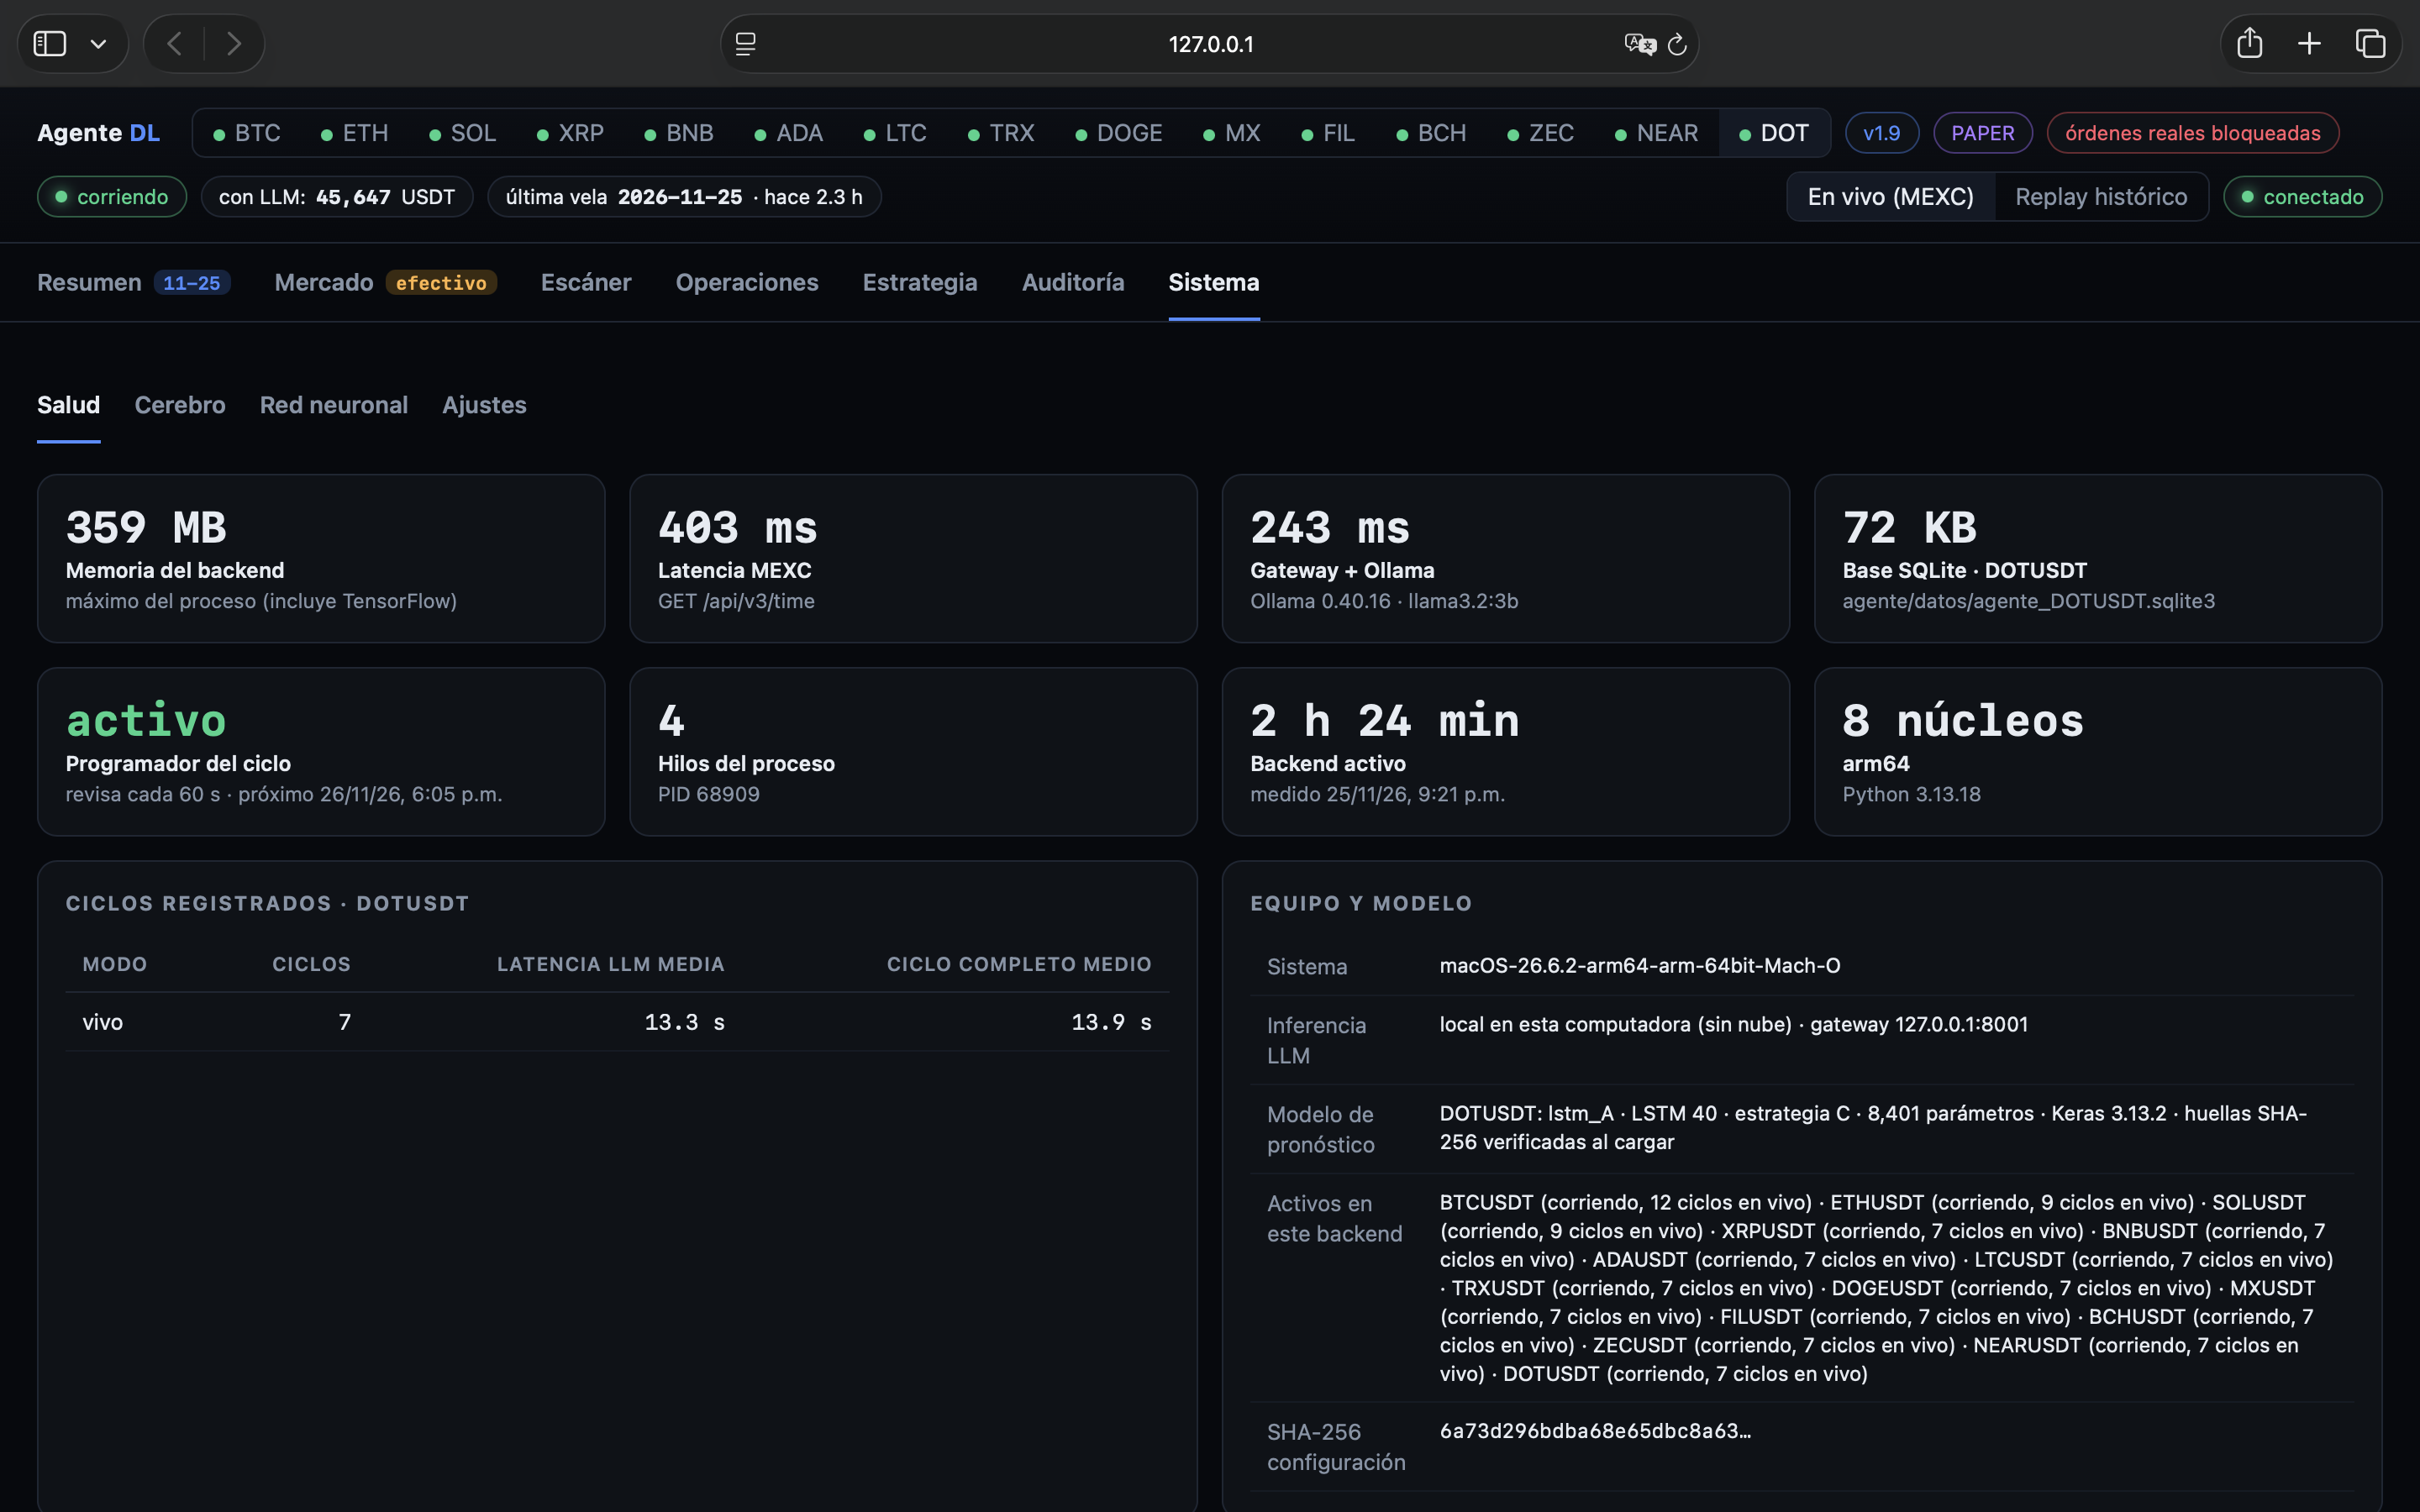 127.0.0.1
Agente DL
BTC ETH SOL XRP BNB ADA LTC TRX DOGE MX FIL BCH ZEC NEAR DOT
v1.9 PAPER órdenes reales bloqueadas
corriendo con LLM: 45,647 USDT última vela 2026-11-25 · hace 2.3 h
En vivo (MEXC) Replay histórico conectado
Resumen 11-25 Mercado efectivo Escáner Operaciones Estrategia Auditoría Sistema
Salud Cerebro Red neuronal Ajustes
359 MB
Memoria del backend
máximo del proceso (incluye TensorFlow)
403 ms
Latencia MEXC
GET /api/v3/time
243 ms
Gateway + Ollama
Ollama 0.40.16 · llama3.2:3b
72 KB
Base SQLite · DOTUSDT
agente/datos/agente_DOTUSDT.sqlite3
activo
Programador del ciclo
revisa cada 60 s · próximo 26/11/26, 6:05 p.m.
4
Hilos del proceso
PID 68909
2 h 24 min
Backend activo
medido 25/11/26, 9:21 p.m.
8 núcleos
arm64
Python 3.13.18
CICLOS REGISTRADOS · DOTUSDT
MODO CICLOS LATENCIA LLM MEDIA CICLO COMPLETO MEDIO
vivo 7 13.3 s 13.9 s
EQUIPO Y MODELO
Sistema macOS-26.6.2-arm64-arm-64bit-Mach-O
Inferencia LLM
local en esta computadora (sin nube) · gateway 127.0.0.1:8001
Modelo de pronóstico
DOTUSDT: lstm_A · LSTM 40 · estrategia C · 8,401 parámetros · Keras 3.13.2 · huellas SHA-
256 verificadas al cargar
Activos en este backend
BTCUSDT (corriendo, 12 ciclos en vivo) · ETHUSDT (corriendo, 9 ciclos en vivo) · SOLUSDT
(corriendo, 9 ciclos en vivo) · XRPUSDT (corriendo, 7 ciclos en vivo) · BNBUSDT (corriendo, 7
ciclos en vivo) · ADAUSDT (corriendo, 7 ciclos en vivo) · LTCUSDT (corriendo, 7 ciclos en vivo)
· TRXUSDT (corriendo, 7 ciclos en vivo) · DOGEUSDT (corriendo, 7 ciclos en vivo) · MXUSDT
(corriendo, 7 ciclos en vivo) · FILUSDT (corriendo, 7 ciclos en vivo) · BCHUSDT (corriendo, 7
ciclos en vivo) · ZECUSDT (corriendo, 7 ciclos en vivo) · NEARUSDT (corriendo, 7 ciclos en
vivo) · DOTUSDT (corriendo, 7 ciclos en vivo)
SHA-256 configuración
6a73d296bdba68e65dbc8a63…